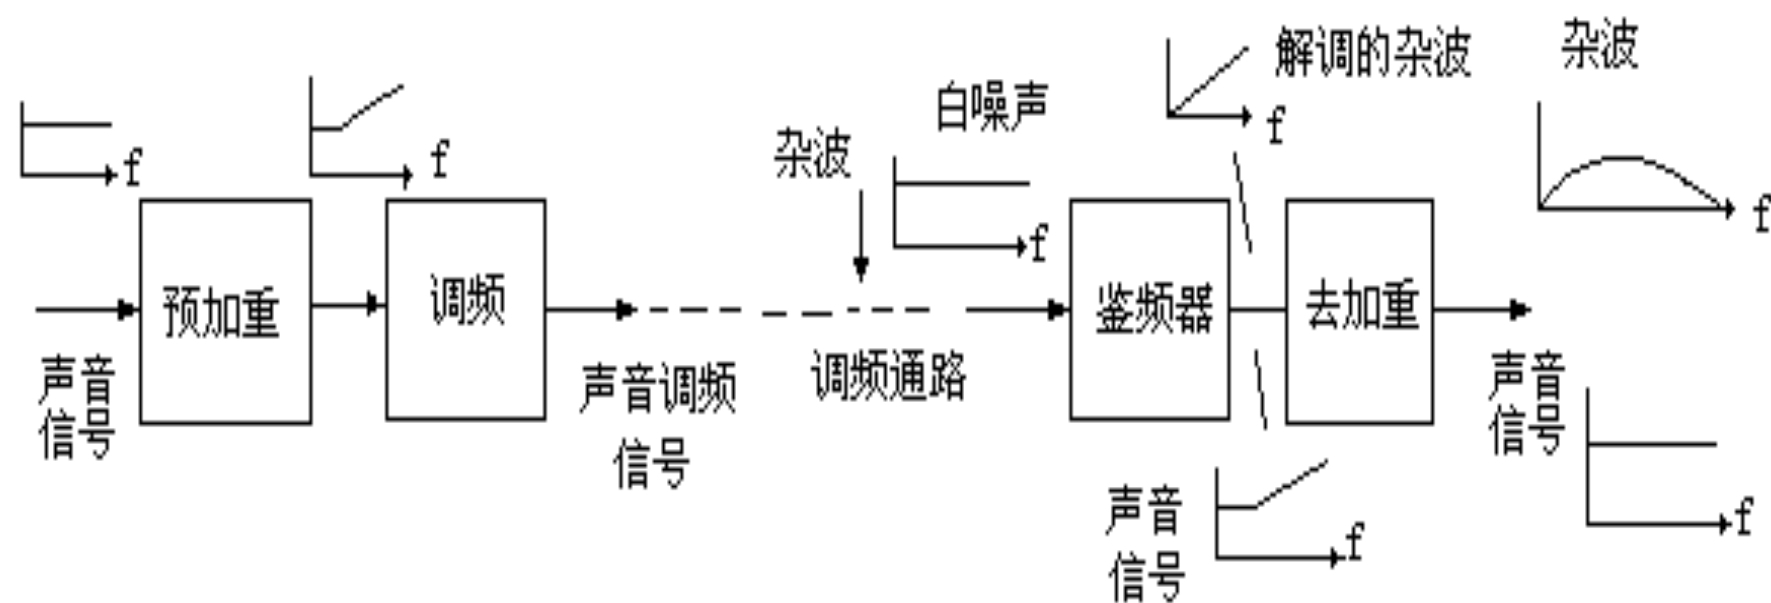 解调的杂波
杂波
白噪声
杂波
f
f
f
f
f
预加重
调频
鉴频器
去加重
声音
信号
声音调频
信号
调频通路
声音
信号
声音
信号
f
f